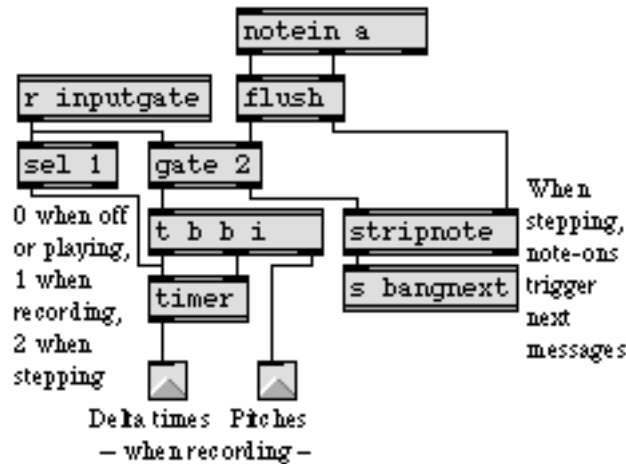 notein a
r inputgate
flush
sel 1
gate 2
0 when off
or playing,
1 when
recording,
2 when
stepping
t b b i
stripnote
When
stepping,
note-ons
trigger
next
messages
timer
s bangnext
Delta times
Pitches
– when recording –